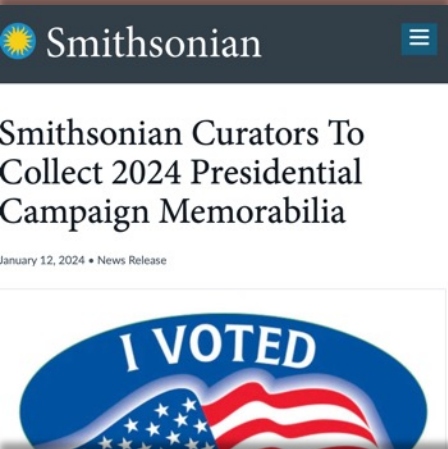 Smithsonian
Smithsonian Curators To
Collect 2024 Presidential
Campaign Memorabilia
January 12, 2024 • News Release
I VOTED